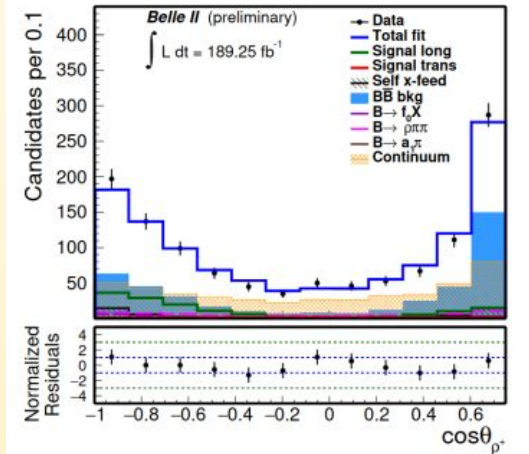 Belle II (preliminary)
∫ L dt = 189.25 fb⁻¹
Data
Total fit
Signal long
Signal trans
Self x-feed
BB̅ bkg
B→ f₀X
B→ ρππ
B→ a₁π
Continuum
Candidates per 0.1
400
350
300
250
200
150
100
50
Normalized
Residuals
4
2
0
−2
−4
−1 −0.8 −0.6 −0.4 −0.2 0 0.2 0.4 0.6
cosθρ⁺